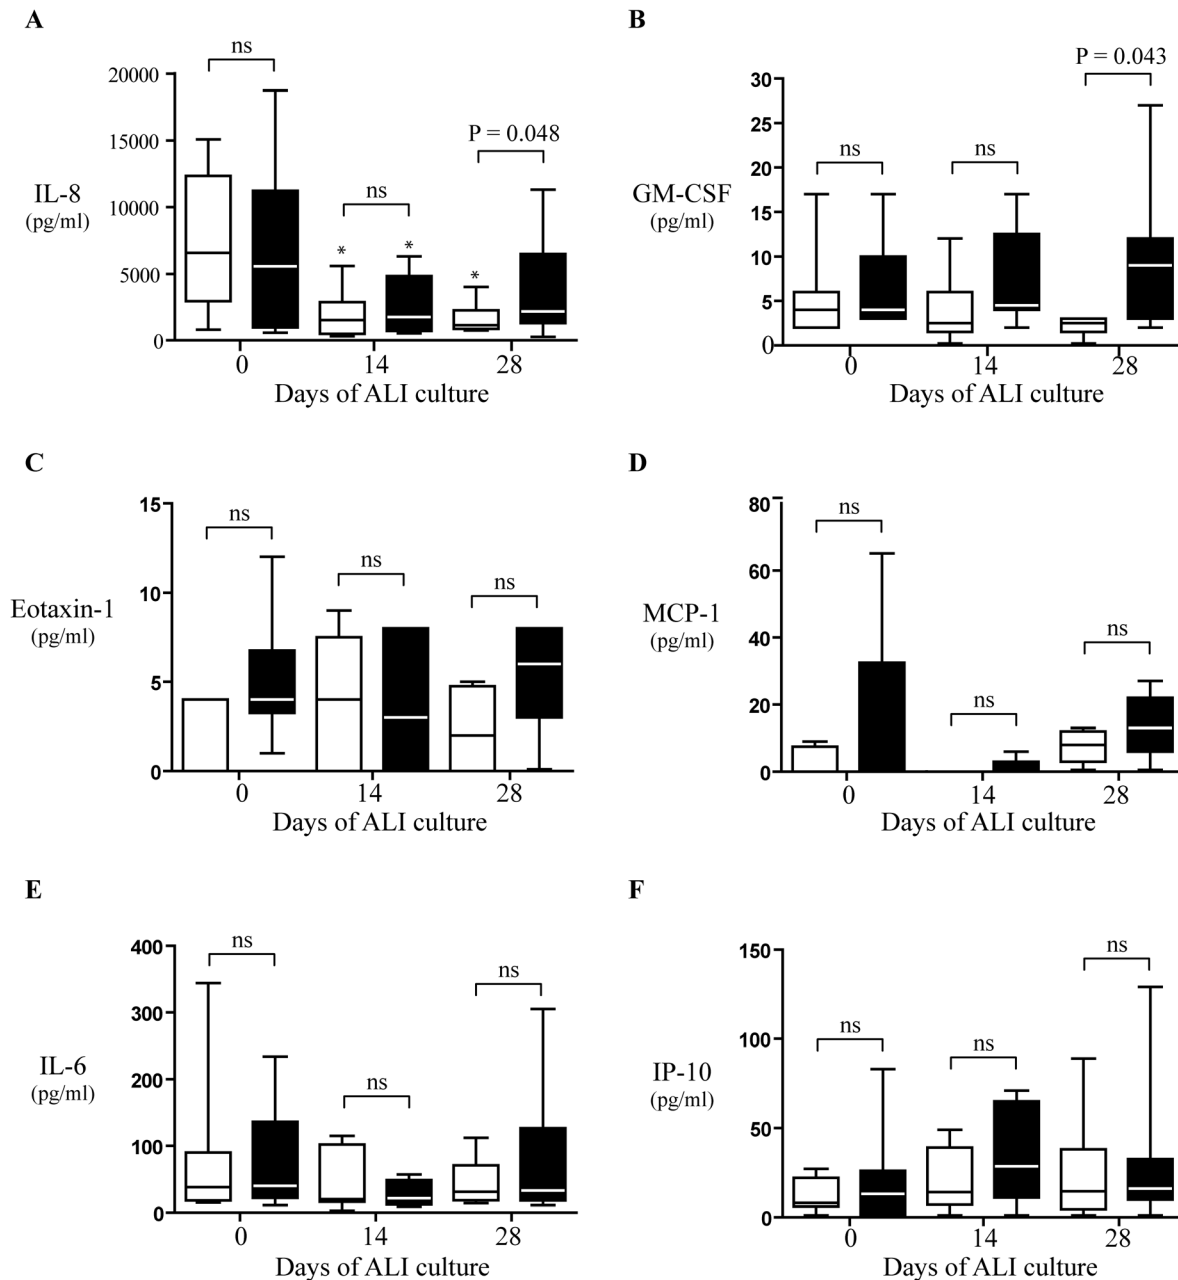 A
ns
20000
15000
10000
5000
0
IL-8
(pg/ml)
ns
P = 0.048
*
*
*
0
14
28
Days of ALI culture
B
P = 0.043
30
25
20
15
10
5
0
GM-CSF
(pg/ml)
ns
ns
0
14
28
Days of ALI culture
C
15
10
5
0
Eotaxin-1
(pg/ml)
ns
ns
ns
0
14
28
Days of ALI culture
D
80
60
40
20
0
MCP-1
(pg/ml)
ns
ns
ns
0
14
28
Days of ALI culture
E
400
300
200
100
0
IL-6
(pg/ml)
ns
ns
ns
0
14
28
Days of ALI culture
F
150
100
50
0
IP-10
(pg/ml)
ns
ns
ns
0
14
28
Days of ALI culture